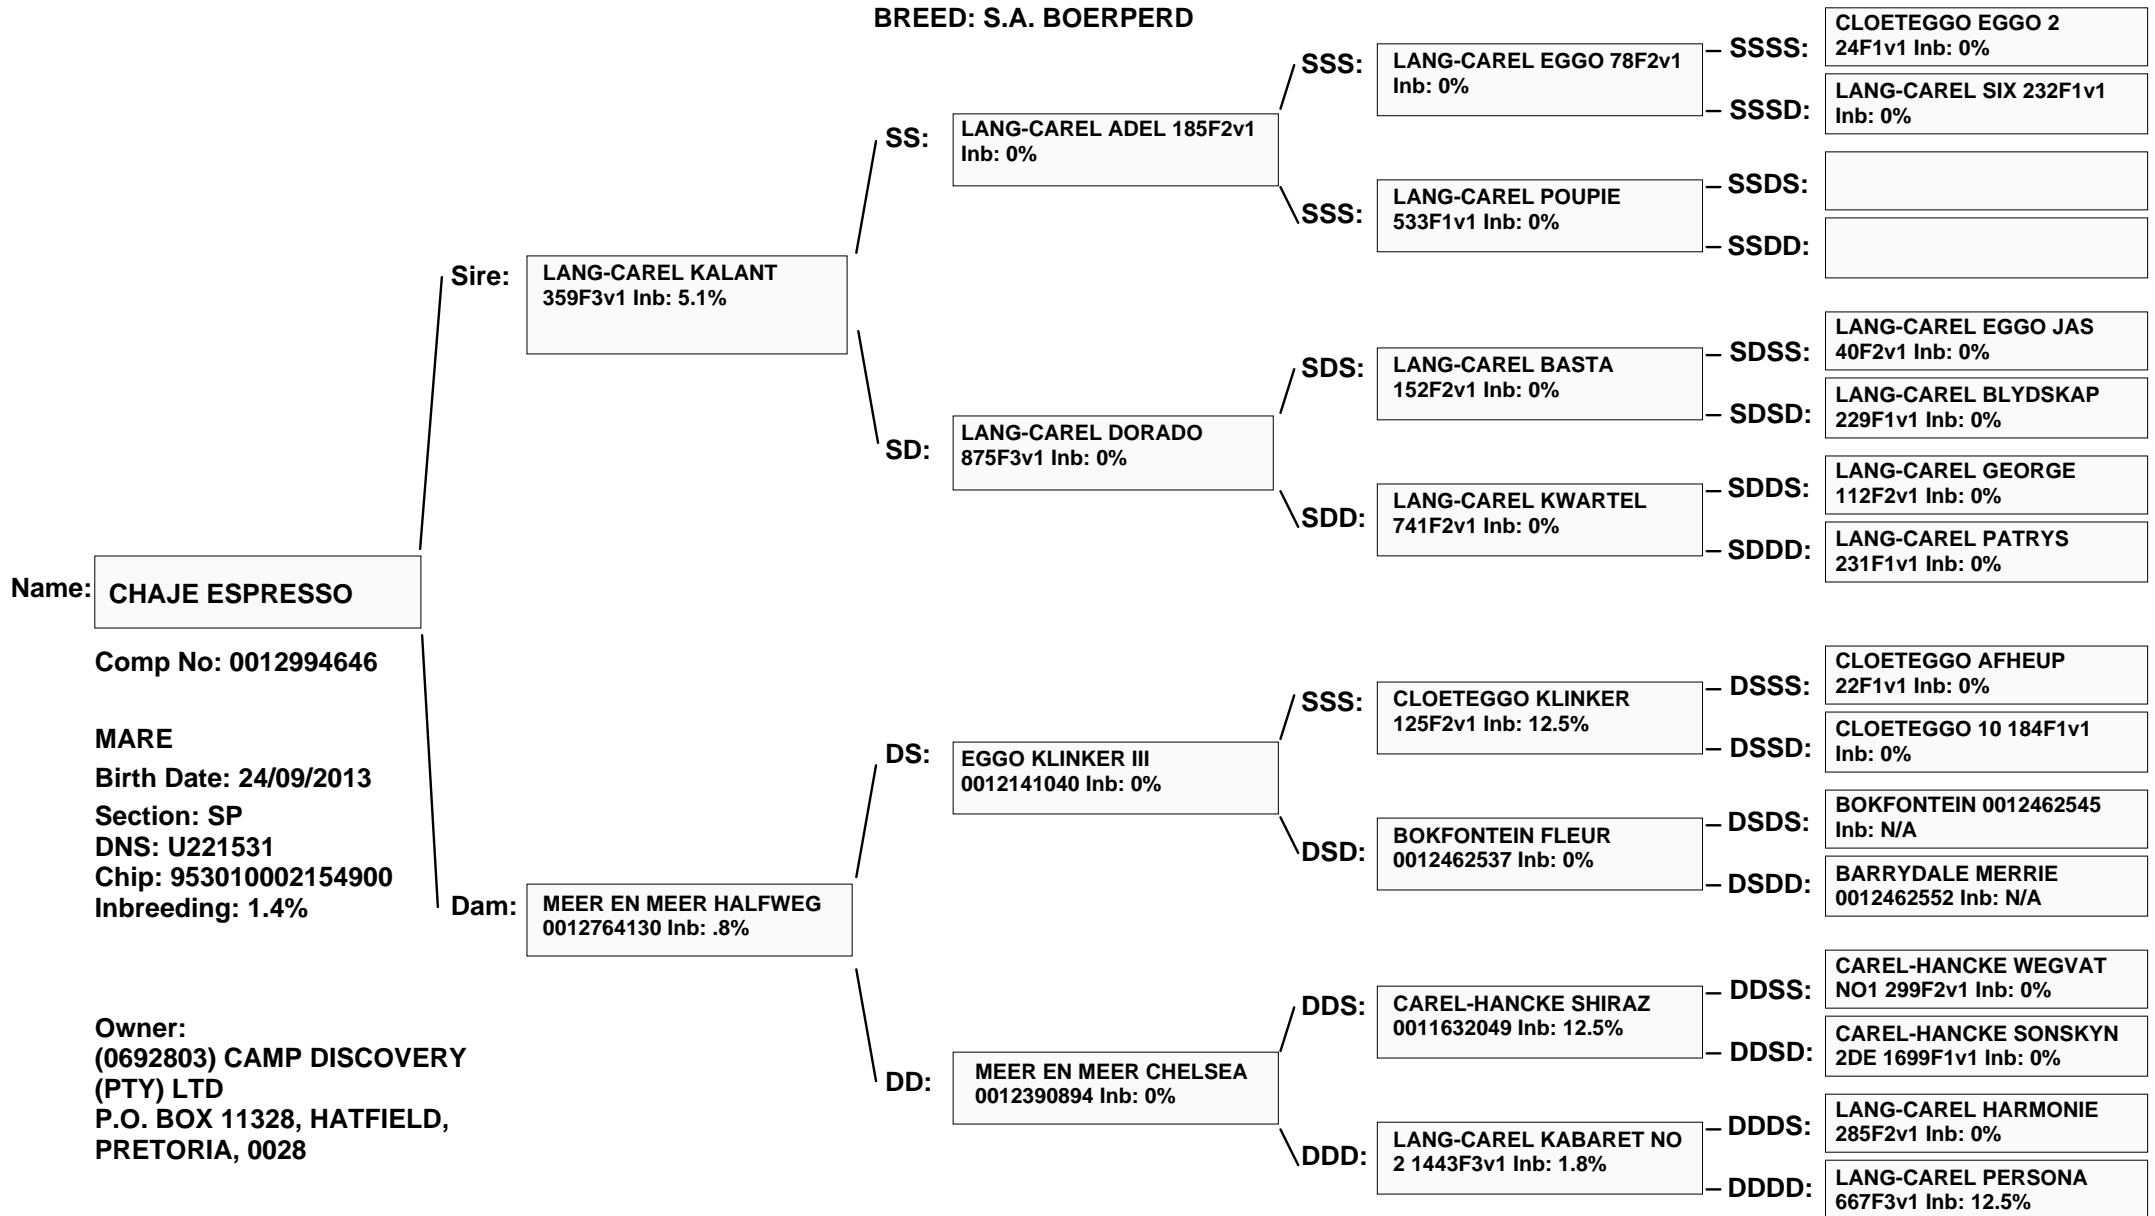 BREED: S.A. BOERPERD
Name:
CHAJE ESPRESSO
Comp No: 0012994646
MARE
Birth Date: 24/09/2013
Section: SP
DNS: U221531
Chip: 953010002154900
Inbreeding: 1.4%
Owner:
(0692803) CAMP DISCOVERY
(PTY) LTD
P.O. BOX 11328, HATFIELD,
PRETORIA, 0028
Sire:
LANG-CAREL KALANT
359F3v1 Inb: 5.1%
Dam:
MEER EN MEER HALFWEG
0012764130 Inb: .8%
SS:
LANG-CAREL ADEL 185F2v1
Inb: 0%
SD:
LANG-CAREL DORADO
875F3v1 Inb: 0%
DS:
EGGO KLINKER III
0012141040 Inb: 0%
DD:
MEER EN MEER CHELSEA
0012390894 Inb: 0%
SSS:
LANG-CAREL EGGO 78F2v1
Inb: 0%
SSS:
LANG-CAREL POUPIE
533F1v1 Inb: 0%
SDS:
LANG-CAREL BASTA
152F2v1 Inb: 0%
SDD:
LANG-CAREL KWARTEL
741F2v1 Inb: 0%
SSS:
CLOETEGGO KLINKER
125F2v1 Inb: 12.5%
DSD:
BOKFONTEIN FLEUR
0012462537 Inb: 0%
DDS:
CAREL-HANCKE SHIRAZ
0011632049 Inb: 12.5%
DDD:
LANG-CAREL KABARET NO
2 1443F3v1 Inb: 1.8%
– SSSS:
CLOETEGGO EGGO 2
24F1v1 Inb: 0%
– SSSD:
LANG-CAREL SIX 232F1v1
Inb: 0%
– SSDS:
– SSDD:
– SDSS:
LANG-CAREL EGGO JAS
40F2v1 Inb: 0%
– SDSD:
LANG-CAREL BLYDSKAP
229F1v1 Inb: 0%
– SDDS:
LANG-CAREL GEORGE
112F2v1 Inb: 0%
– SDDD:
LANG-CAREL PATRYS
231F1v1 Inb: 0%
– DSSS:
CLOETEGGO AFHEUP
22F1v1 Inb: 0%
– DSSD:
CLOETEGGO 10 184F1v1
Inb: 0%
– DSDS:
BOKFONTEIN 0012462545
Inb: N/A
– DSDD:
BARRYDALE MERRIE
0012462552 Inb: N/A
– DDSS:
CAREL-HANCKE WEGVAT
NO1 299F2v1 Inb: 0%
– DDSD:
CAREL-HANCKE SONSKYN
2DE 1699F1v1 Inb: 0%
– DDDS:
LANG-CAREL HARMONIE
285F2v1 Inb: 0%
– DDDD:
LANG-CAREL PERSONA
667F3v1 Inb: 12.5%